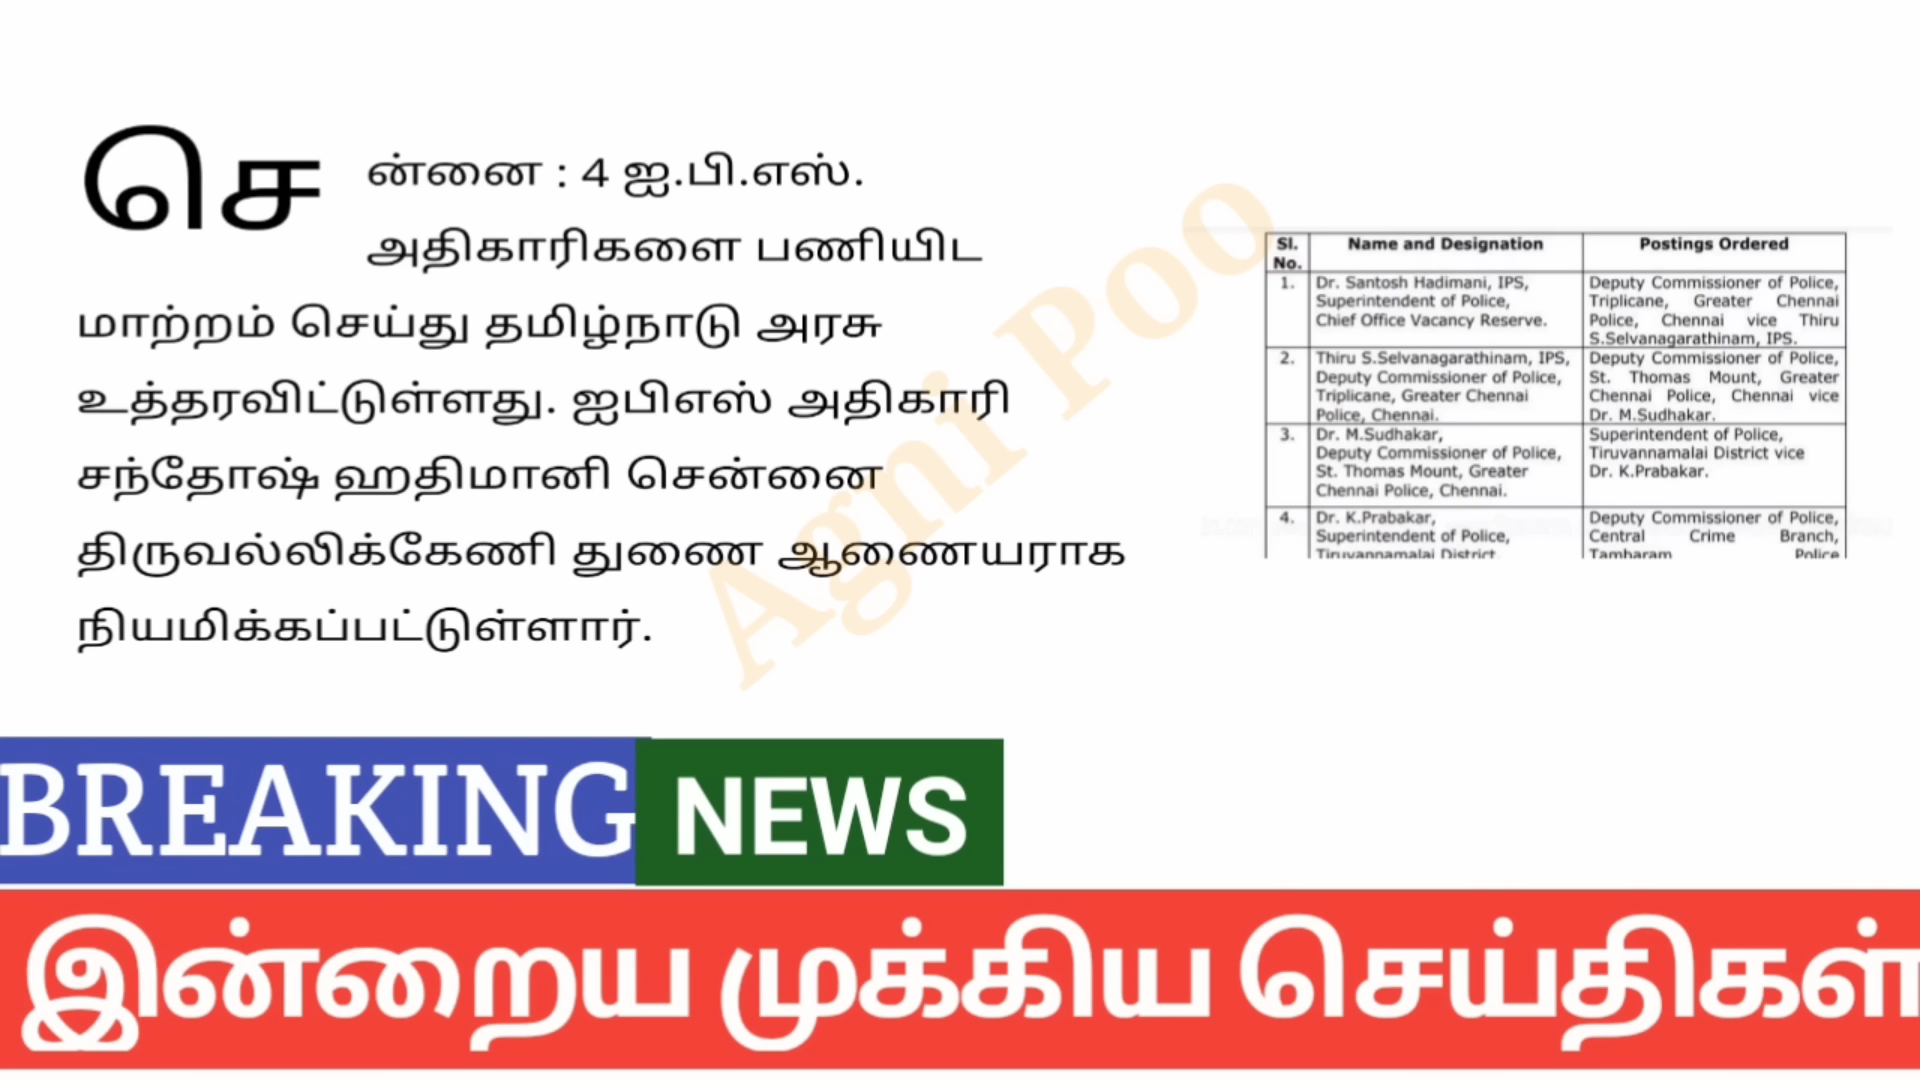 சென்னை : 4 ஐ.பி.எஸ்.
அதிகாரிகளை பணியிட
மாற்றம் செய்து தமிழ்நாடு அரசு
உத்தரவிட்டுள்ளது. ஐபிஎஸ் அதிகாரி
சந்தோஷ் ஹதிமானி சென்னை
திருவல்லிக்கேணி துணை ஆணையராக
நியமிக்கப்பட்டுள்ளார்.
Agni Poo
Sl. No. Name and Designation Postings Ordered
1. Dr. Santosh Hadimani, IPS,
Superintendent of Police,
Chief Office Vacancy Reserve.
Deputy Commissioner of Police,
Triplicane, Greater Chennai
Police, Chennai vice Thiru
S.Selvanagarathinam, IPS.
2. Thiru S.Selvanagarathinam, IPS,
Deputy Commissioner of Police,
Triplicane, Greater Chennai
Police, Chennai.
Deputy Commissioner of Police,
St. Thomas Mount, Greater
Chennai Police, Chennai vice
Dr. M.Sudhakar.
3. Dr. M.Sudhakar,
Deputy Commissioner of Police,
St. Thomas Mount, Greater
Chennai Police, Chennai.
Superintendent of Police,
Tiruvannamalai District vice
Dr. K.Prabakar.
4. Dr. K.Prabakar,
Superintendent of Police,
Tiruvannamalai District.
Deputy Commissioner of Police,
Central Crime Branch,
Tambaram Police
BREAKING NEWS
இன்றைய முக்கிய செய்திகள்